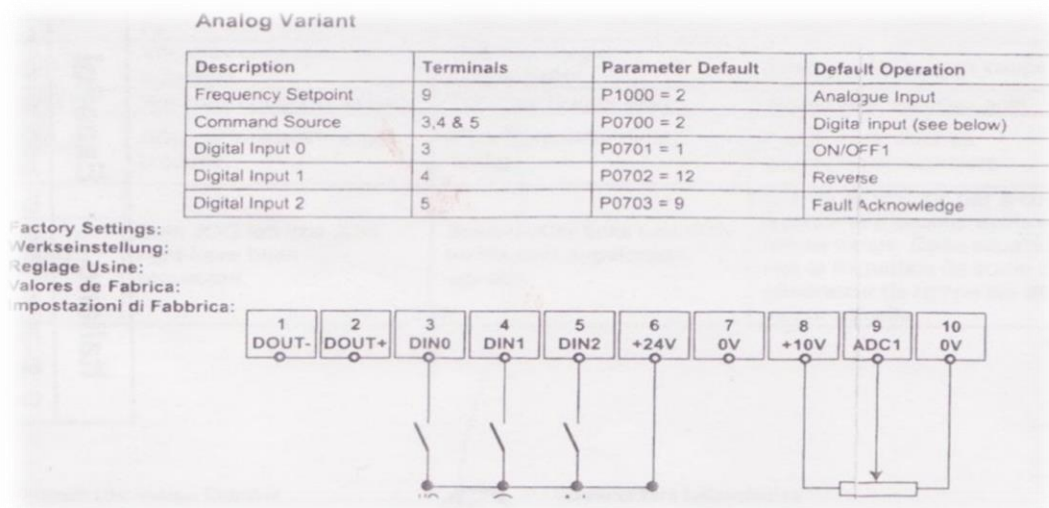 Analog Variant
Description Terminals Parameter Default Default Operation
Frequency Setpoint 9 P1000 = 2 Analogue Input
Command Source 3,4 & 5 P0700 = 2 Digital input (see below)
Digital Input 0 3 P0701 = 1 ON/OFF1
Digital Input 1 4 P0702 = 12 Reverse
Digital Input 2 5 P0703 = 9 Fault Acknowledge
Factory Settings:
Werkseinstellung:
Reglage Usine:
Valores de Fabrica:
Impostazioni di Fabbrica:
1 2 3 4 5 6 7 8 9 10
DOUT- DOUT+ DIN0 DIN1 DIN2 +24V 0V +10V ADC1 0V